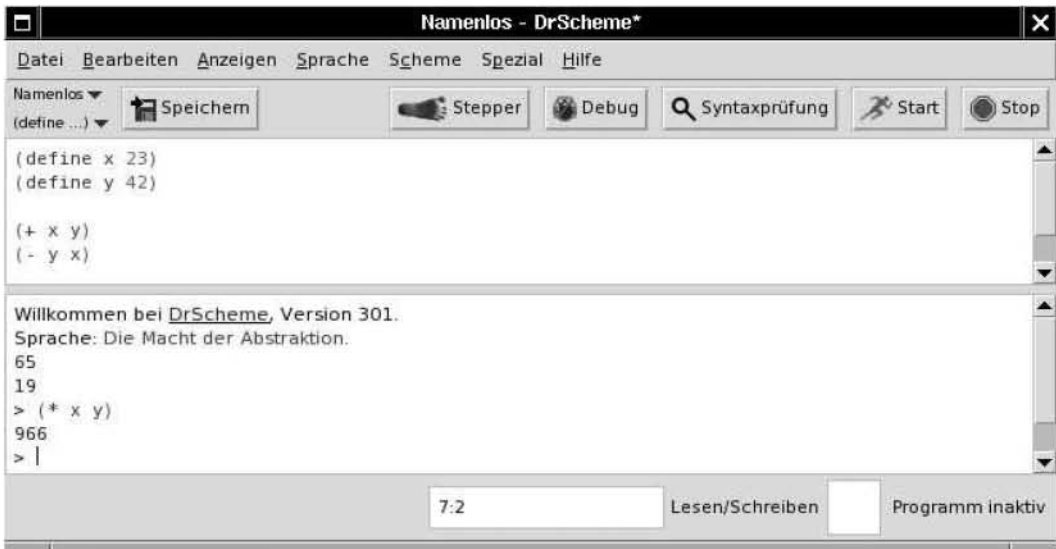 Namenlos - DrScheme*
Datei Bearbeiten Anzeigen Sprache Scheme Spezial Hilfe
Namenlos
(define ...)
Speichern Stepper Debug Syntaxprüfung Start Stop
(define x 23)
(define y 42)
(+ x y)
(- y x)
Willkommen bei DrScheme, Version 301.
Sprache: Die Macht der Abstraktion.
65
19
> (* x y)
966
>
7:2 Lesen/Schreiben Programm inaktiv